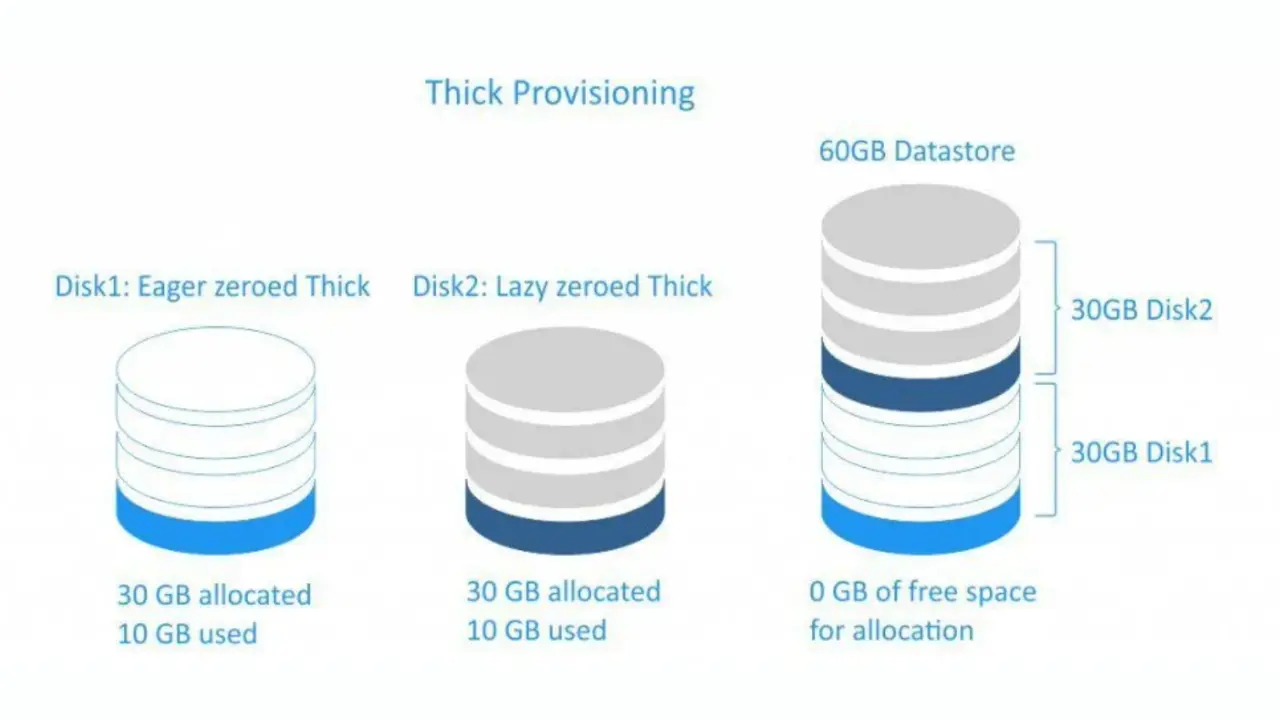 Thick Provisioning
60GB Datastore
Disk1: Eager zeroed Thick
Disk2: Lazy zeroed Thick
30GB Disk2
30GB Disk1
30 GB allocated
10 GB used
30 GB allocated
10 GB used
0 GB of free space
for allocation